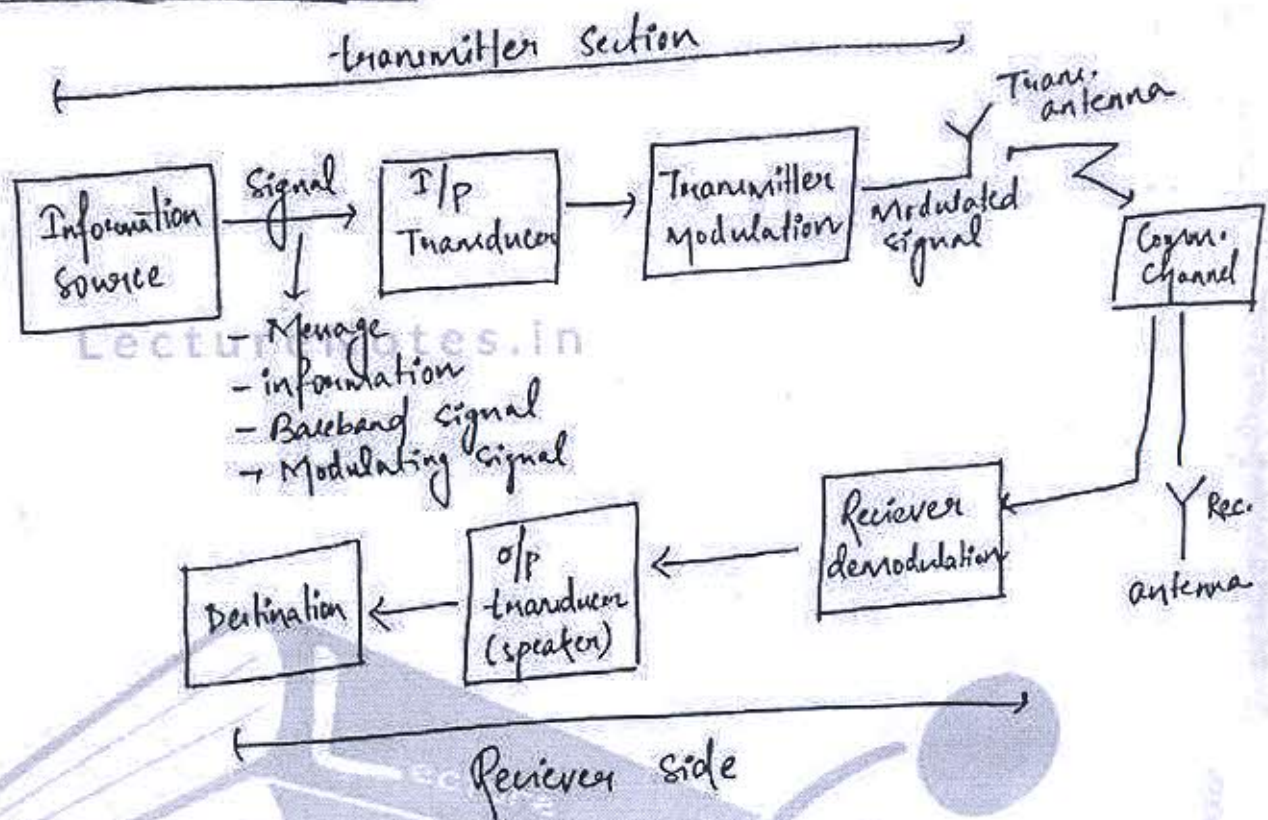 transmitter section
Trans.
antenna
Information
Source
Signal
I/p
Transducer
Transmitter
Modulation
Modulated
signal
Comm.
Channel
LectureNotes.in
- Message
- information
- Baseband signal
→ Modulating signal
Destination
o/p
transducer
(speaker)
Reciever
demodulation
Rec.
antenna
Reciever side